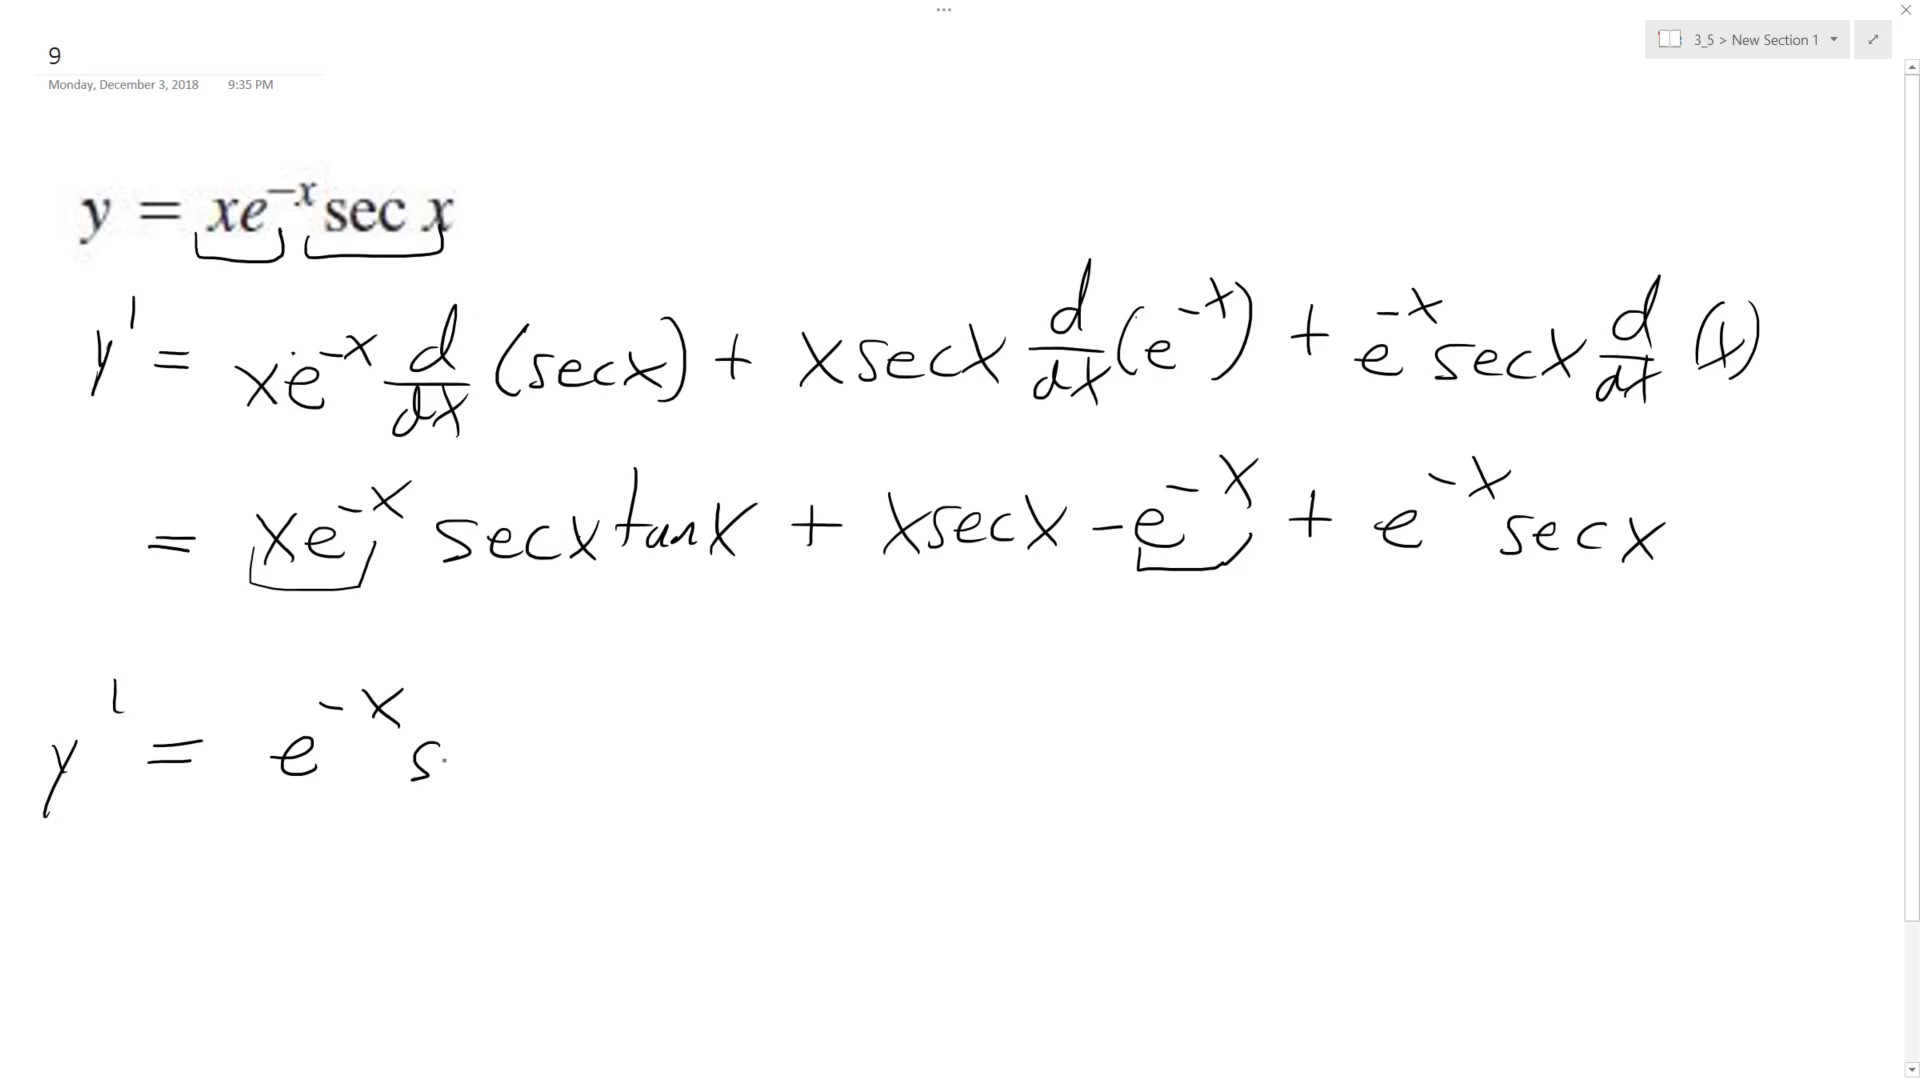 ...
3_5 > New Section 1
9
Monday, December 3, 2018 9:35 PM
y = xe^{-x} sec x
y' = xe^{-x} d/dx (secx) + x secx d/dx (e^{-x}) + e^{-x} secx d/dx (x)
= xe^{-x} secx tanx + xsecx -e^{-x} + e^{-x} secx
y' = e^{-x} s